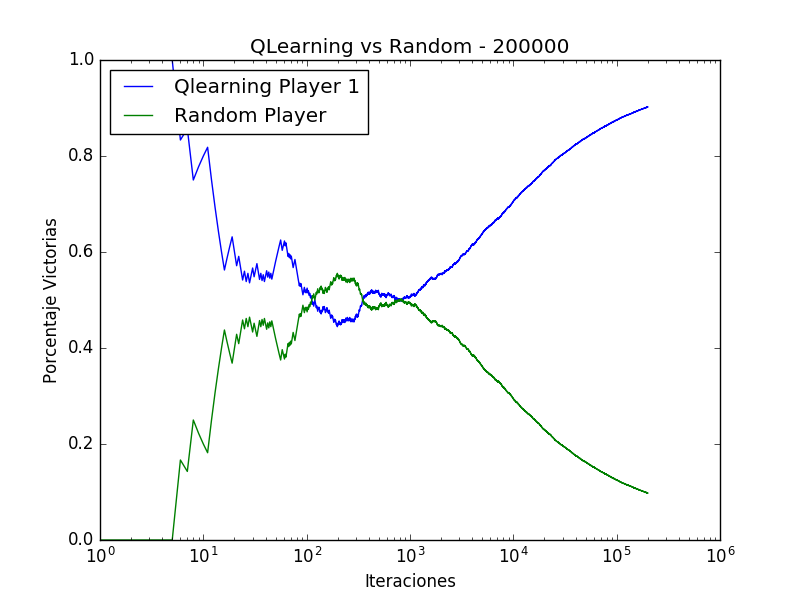 QLearning vs Random - 200000
Qlearning Player 1
Random Player
Porcentaje Victorias
1.0
0.8
0.6
0.4
0.2
0.0
10^0 10^1 10^2 10^3 10^4 10^5 10^6
Iteraciones